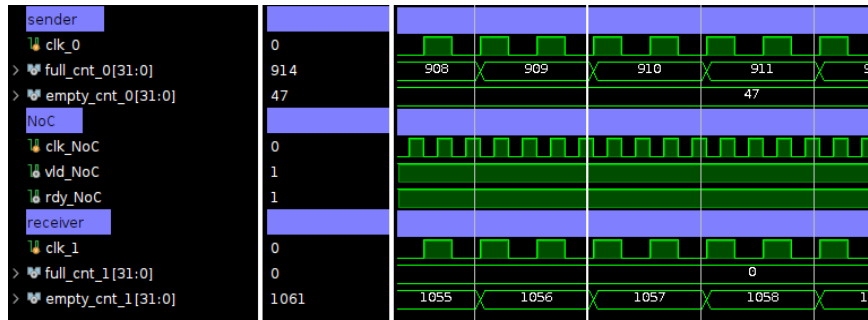 sender
clk_0 0
full_cnt_0[31:0] 914 908 909 910 911 9
empty_cnt_0[31:0] 47 47
NoC
clk_NoC 0
vld_NoC 1
rdy_NoC 1
receiver
clk_1 0
full_cnt_1[31:0] 0 0
empty_cnt_1[31:0] 1061 1055 1056 1057 1058 1